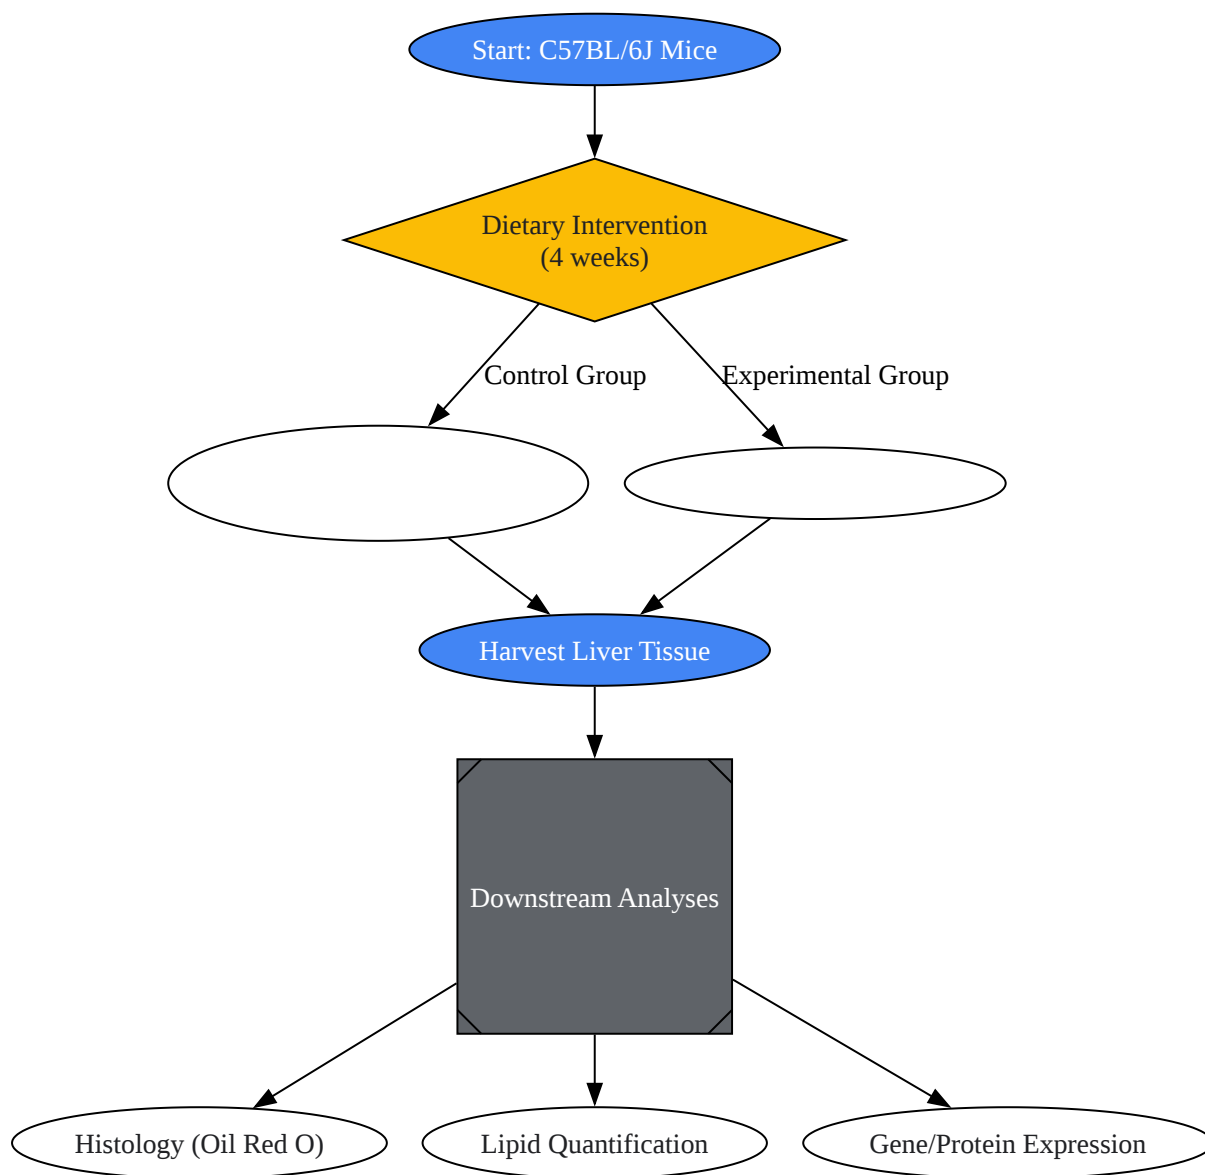 Start: C57BL/6J Mice
Dietary Intervention
(4 weeks)
Control Group
Experimental Group
Harvest Liver Tissue
Downstream Analyses
Histology (Oil Red O)
Lipid Quantification
Gene/Protein Expression